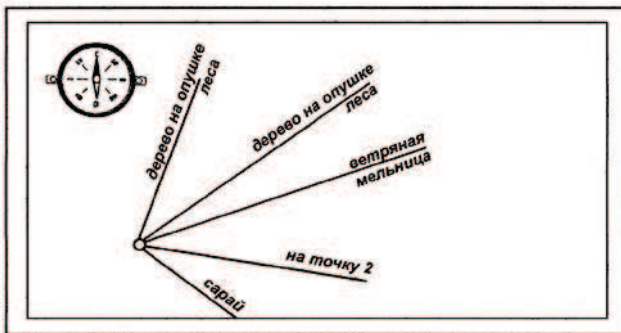 дерево на опушке
леса
дерево на опушке
леса
ветряная
мельница
на точку 2
сарай